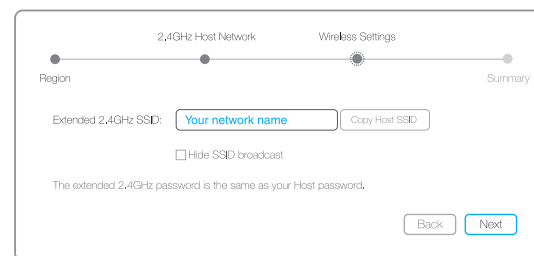 2.4GHz Host Network Wireless Settings
Region Summary
Extended 2.4GHz SSID: Your network name Copy Host SSID
Hide SSID broadcast
The extended 2.4GHz password is the same as your Host password.
Back Next